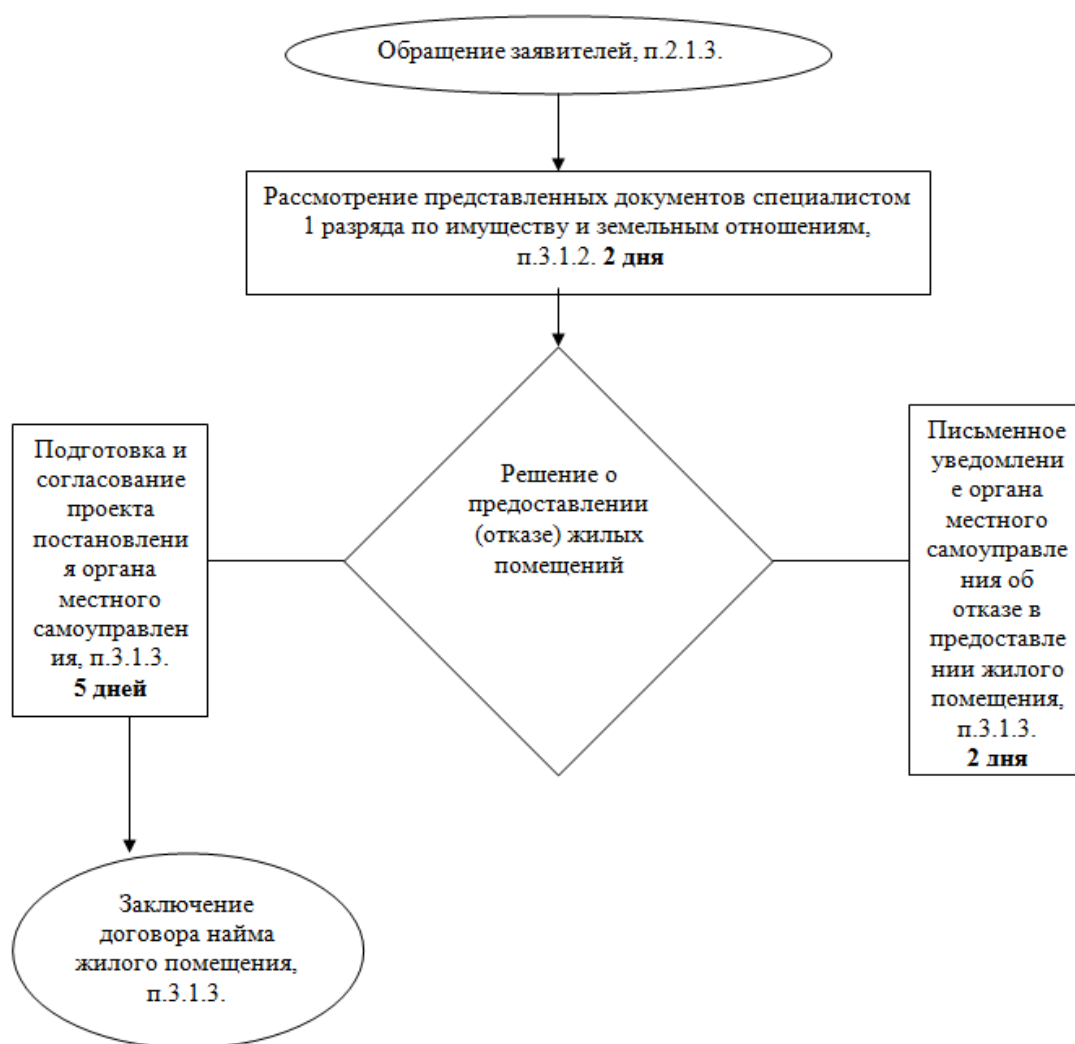 Обращение заявителей, п.2.1.3.
Рассмотрение представленных документов специалистом
1 разряда по имуществу и земельным отношениям,
п.3.1.2. 2 дня
Решение о
предоставлении
(отказе) жилых
помещений
Подготовка и
согласование
проекта
постановлени
я органа
местного
самоуправлен
ия, п.3.1.3.
5 дней
Письменное
уведомлени
е органа
местного
самоуправле
ния об
отказе в
предоставле
нии жилого
помещения,
п.3.1.3.
2 дня
Заключение
договора найма
жилого помещения,
п.3.1.3.